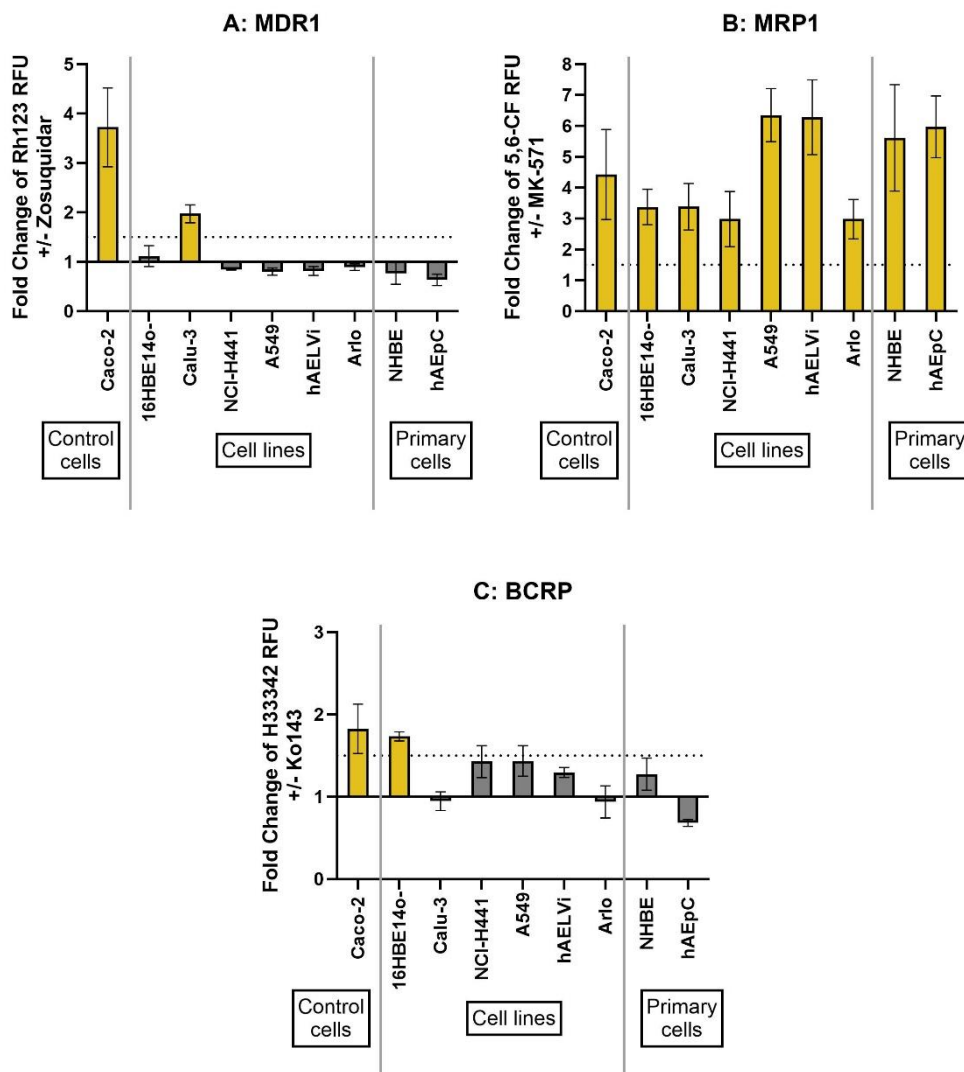 A: MDR1
Fold Change of Rh123 RFU
+/- Zosuquidar
5
4
3
2
1
0
Caco-2
16HBE14o-
Calu-3
NCI-H441
A549
hAELVi
Arlo
NHBE
hAEpC
Control
cells
Cell lines
Primary
cells
B: MRP1
Fold Change of 5,6-CF RFU
+/- MK-571
8
7
6
5
4
3
2
1
0
Caco-2
16HBE14o-
Calu-3
NCI-H441
A549
hAELVi
Arlo
NHBE
hAEpC
Control
cells
Cell lines
Primary
cells
C: BCRP
Fold Change of H33342 RFU
+/- Ko143
3
2
1
0
Caco-2
16HBE14o-
Calu-3
NCI-H441
A549
hAELVi
Arlo
NHBE
hAEpC
Control
cells
Cell lines
Primary
cells